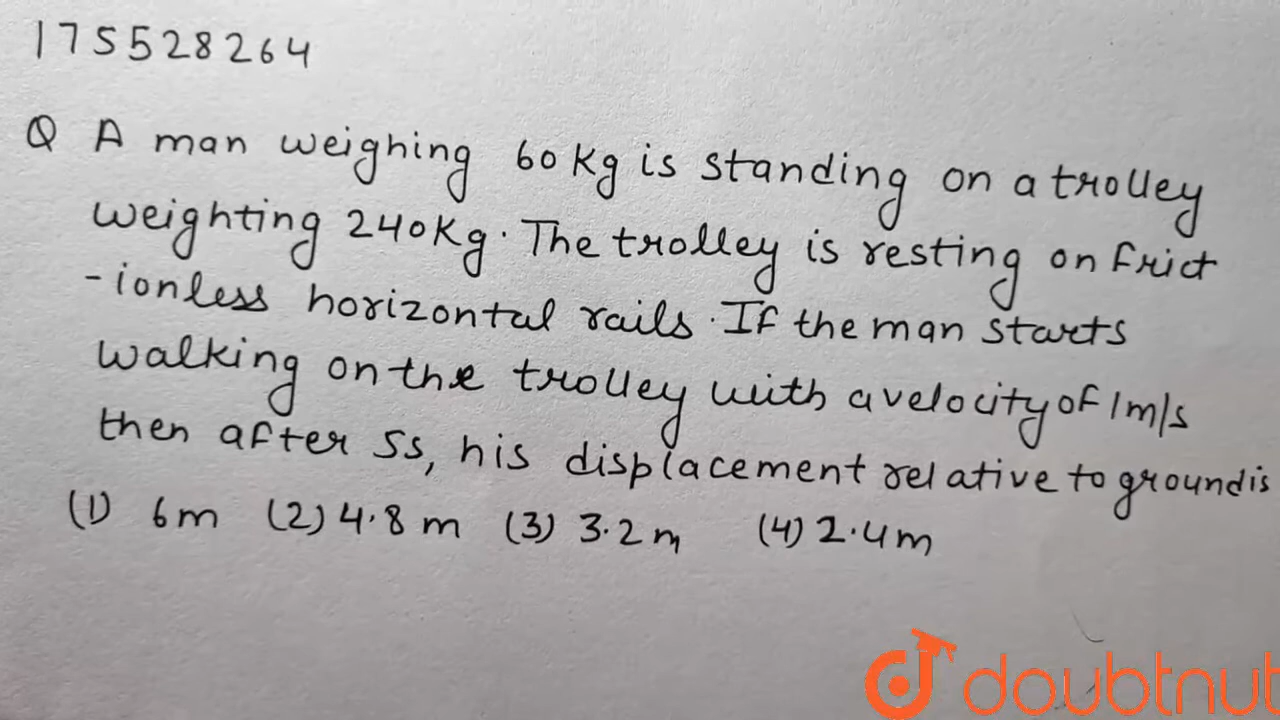 175528264
Q A man weighing 60 Kg is standing on a trolley
weighting 240Kg. The trolley is resting on frict
-ionless horizontal rails. If the man starts
walking on the trolley with a velocity of 1m/s
then after 5s, his displacement relative to ground is
(1) 6m (2) 4.8 m (3) 3.2 m (4) 2.4m
doubtnut